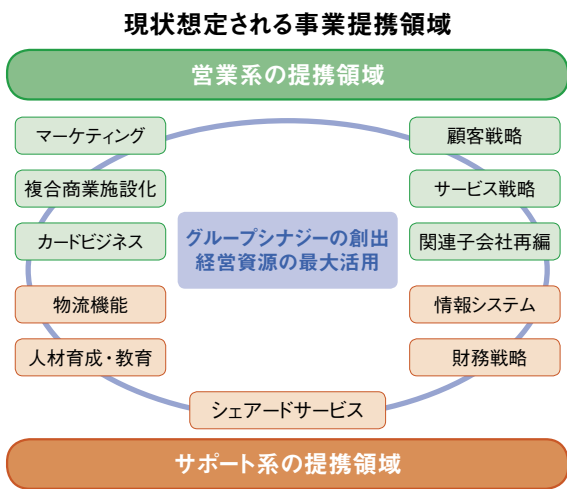 現状想定される事業提携領域
営業系の提携領域
マーケティング
顧客戦略
複合商業施設化
サービス戦略
カードビジネス
関連子会社再編
グループシナジーの創出
経営資源の最大活用
物流機能
情報システム
人材育成・教育
財務戦略
シェアードサービス
サポート系の提携領域